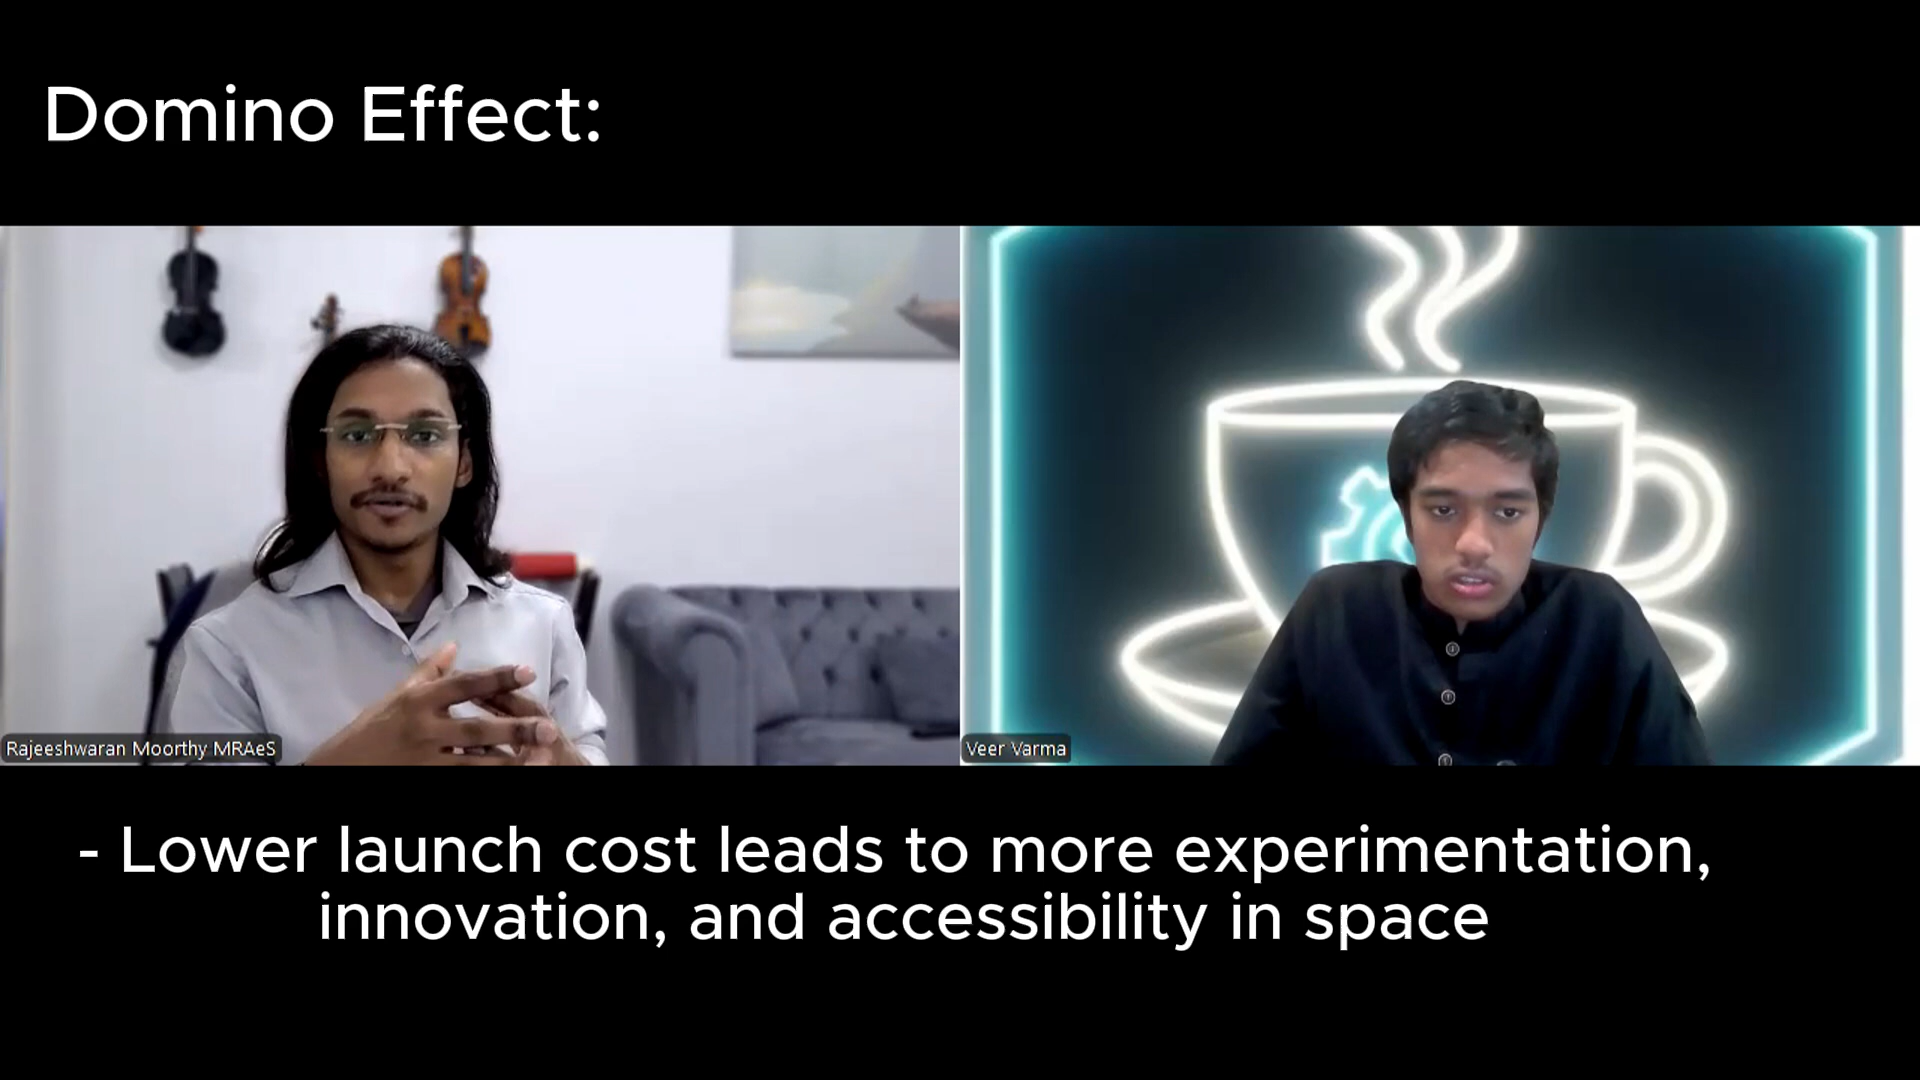 Domino Effect:
Rajeeshwaran Moorthy MRAeS
Veer Varma
- Lower launch cost leads to more experimentation,
innovation, and accessibility in space